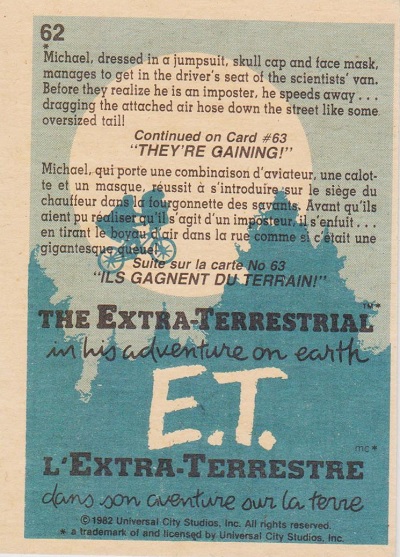 62
*
Michael, dressed in a jumpsuit, skull cap and face mask,
manages to get in the driver's seat of the scientists' van.
Before they realize he is an imposter, he speeds away...
dragging the attached air hose down the street like some
oversized tail!
Continued on Card #63
"THEY'RE GAINING!"
Michael, qui porte une combinaison d'aviateur, une calot-
te et un masque, réussit à s'introduire sur le siège du
chauffeur dans la fourgonnette des savants. Avant qu'ils
aient pu réaliser qu'il s'agit d'un imposteur, il s'enfuit...
en tirant le boyau d'air dans la rue comme si c'était une
gigantesque queue!
Suite sur la carte No 63
"ILS GAGNENT DU TERRAIN!"
THE EXTRA-TERRESTRIAL TM*
in his adventure on earth
E.T.
mc*
L'EXTRA-TERRESTRE
dans son aventure sur la terre
©1982 Universal City Studios, Inc. All rights reserved.
* a trademark of and licensed by Universal City Studios, Inc.